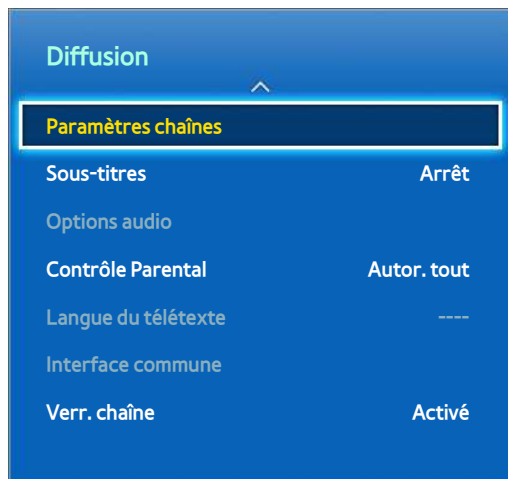 Diffusion
Paramètres chaînes
Sous-titres Arrêt
Options audio
Contrôle Parental Autor. tout
Langue du télétexte ----
Interface commune
Verr. chaîne Activé